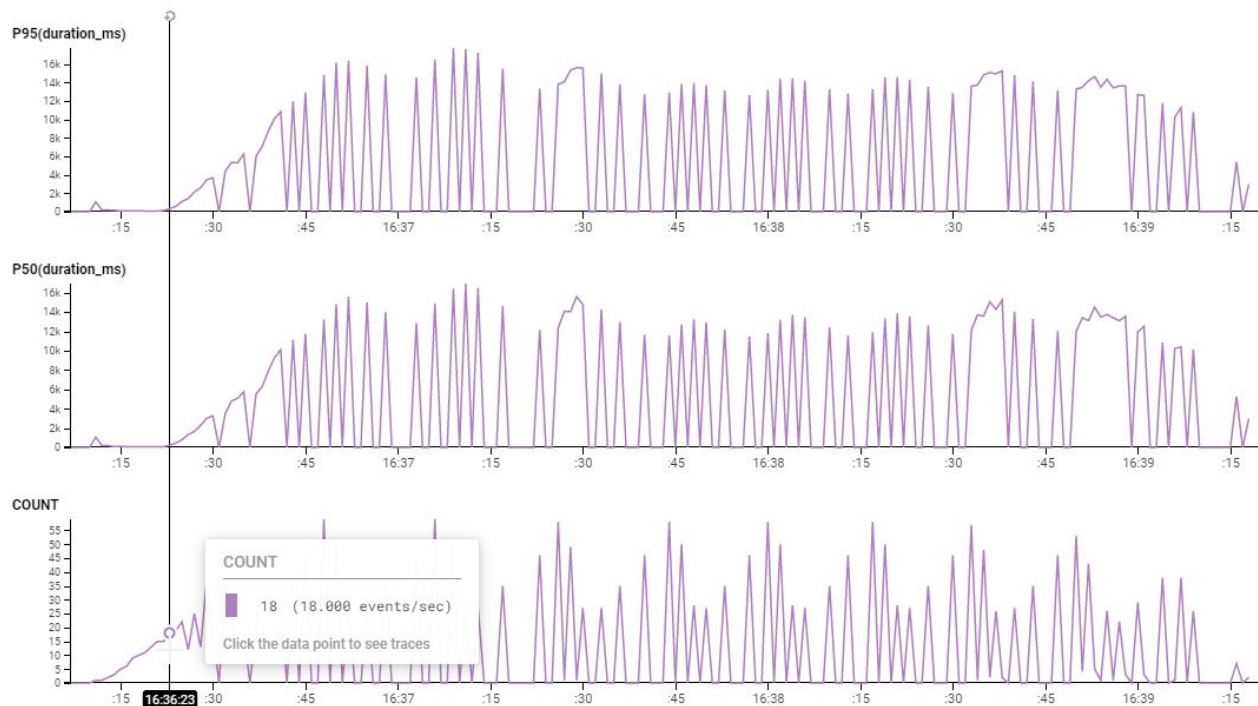 P95(duration_ms)
16k
14k
12k
10k
8k
6k
4k
2k
0
:15 :30 :45 16:37 :15 :30 :45 16:38 :15 :30 :45 16:39 :15
P50(duration_ms)
16k
14k
12k
10k
8k
6k
4k
2k
0
:15 :30 :45 16:37 :15 :30 :45 16:38 :15 :30 :45 16:39 :15
COUNT
55
50
45
40
35
30
25
20
15
10
5
0
COUNT
18 (18.000 events/sec)
Click the data point to see traces
:15 16:36:23 :30 :45 16:37 :15 :30 :45 16:38 :15 :30 :45 16:39 :15